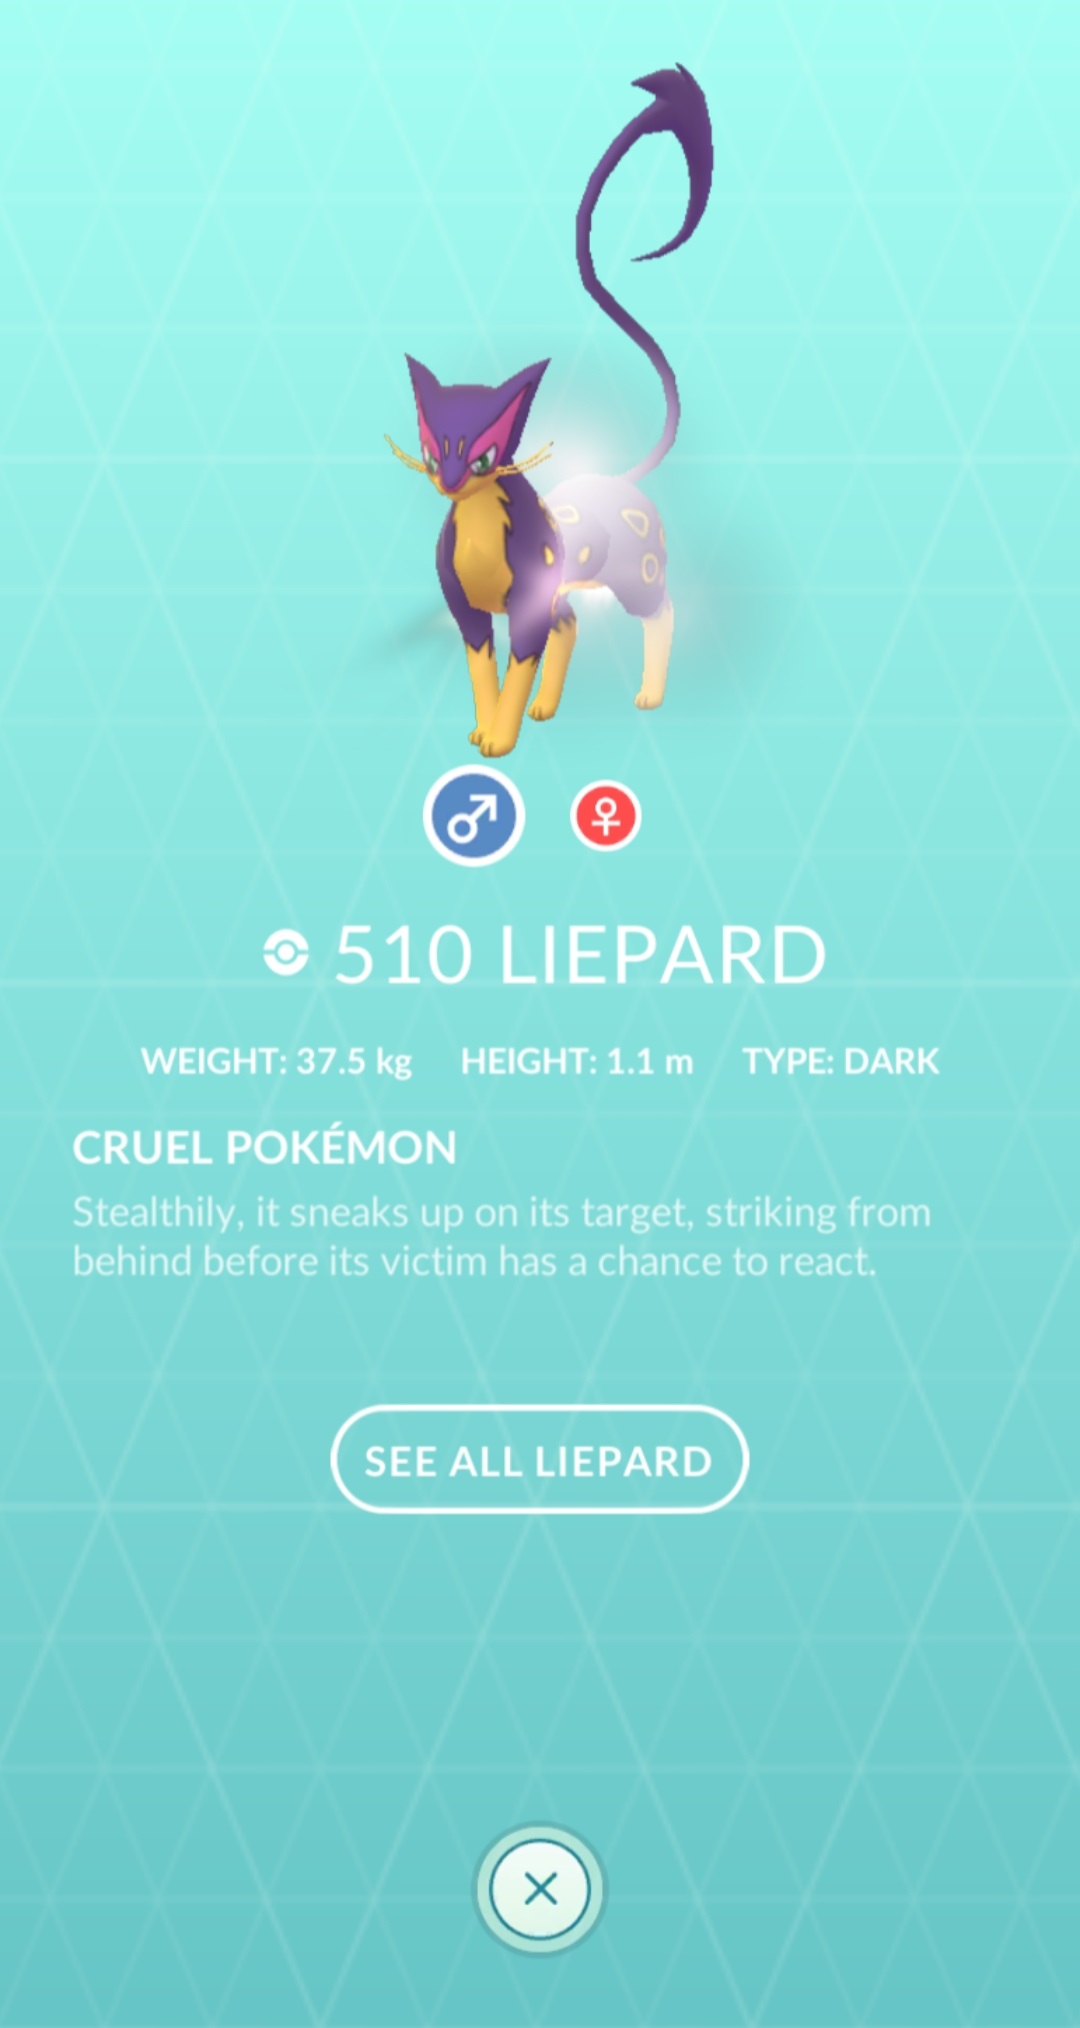 510 LIEPARD
WEIGHT: 37.5 kg HEIGHT: 1.1 m TYPE: DARK
CRUEL POKÉMON
Stealthily, it sneaks up on its target, striking from
behind before its victim has a chance to react.
SEE ALL LIEPARD